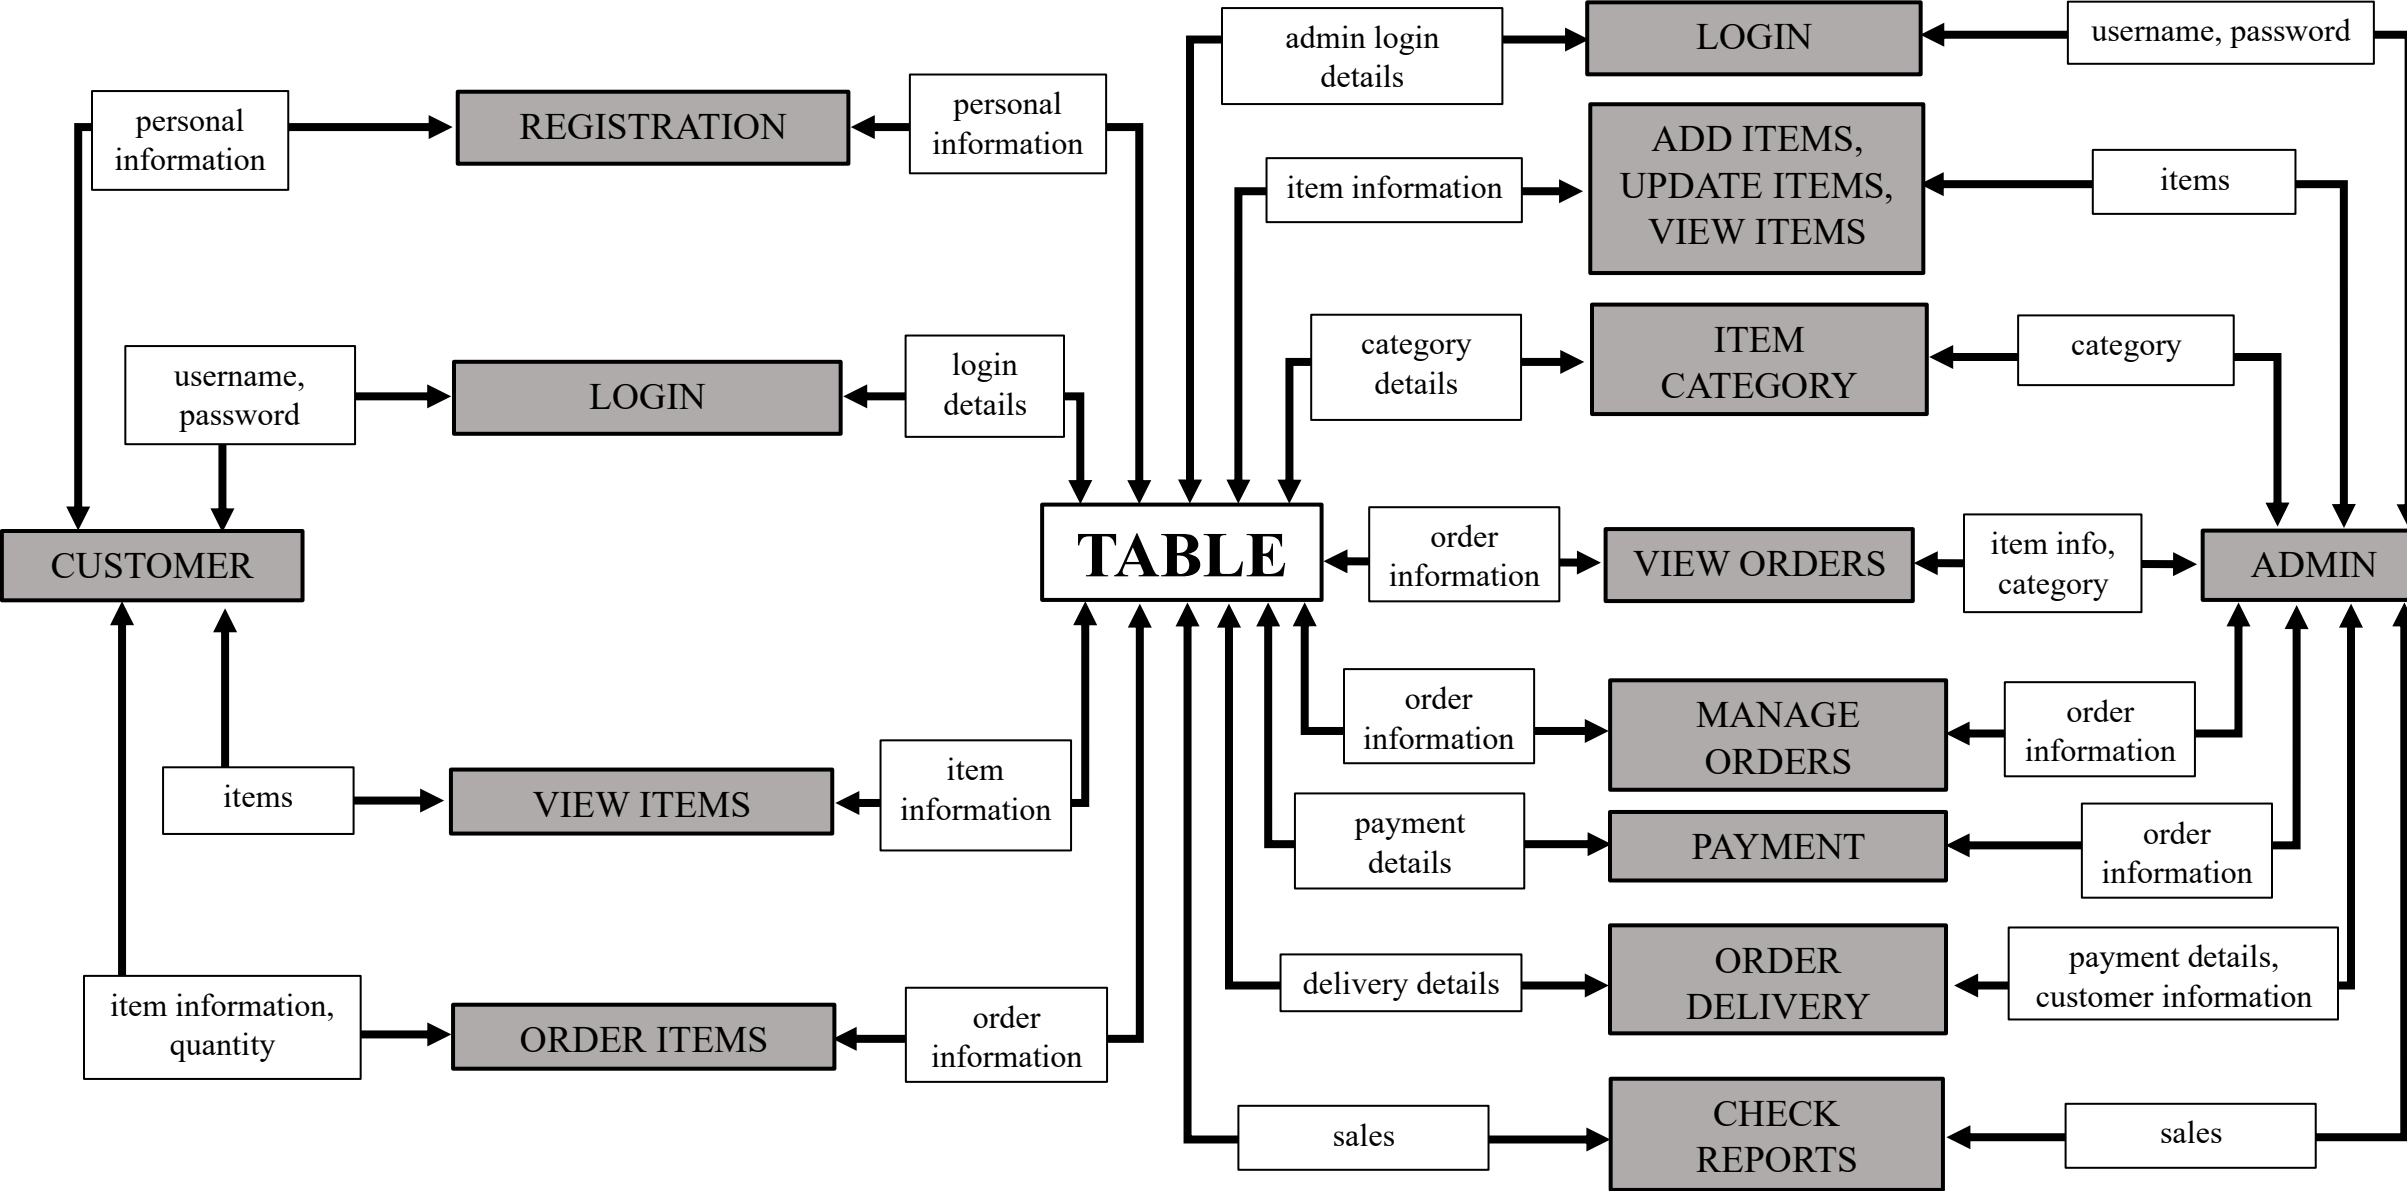 admin login
details
LOGIN
username, password
personal
information
REGISTRATION
personal
information
item information
ADD ITEMS,
UPDATE ITEMS,
VIEW ITEMS
items
username,
password
LOGIN
login
details
category
details
ITEM
CATEGORY
category
CUSTOMER
TABLE
order
information
VIEW ORDERS
item info,
category
ADMIN
items
VIEW ITEMS
item
information
order
information
MANAGE
ORDERS
order
information
payment
details
PAYMENT
order
information
item information,
quantity
ORDER ITEMS
order
information
delivery details
ORDER
DELIVERY
payment details,
customer information
sales
CHECK
REPORTS
sales